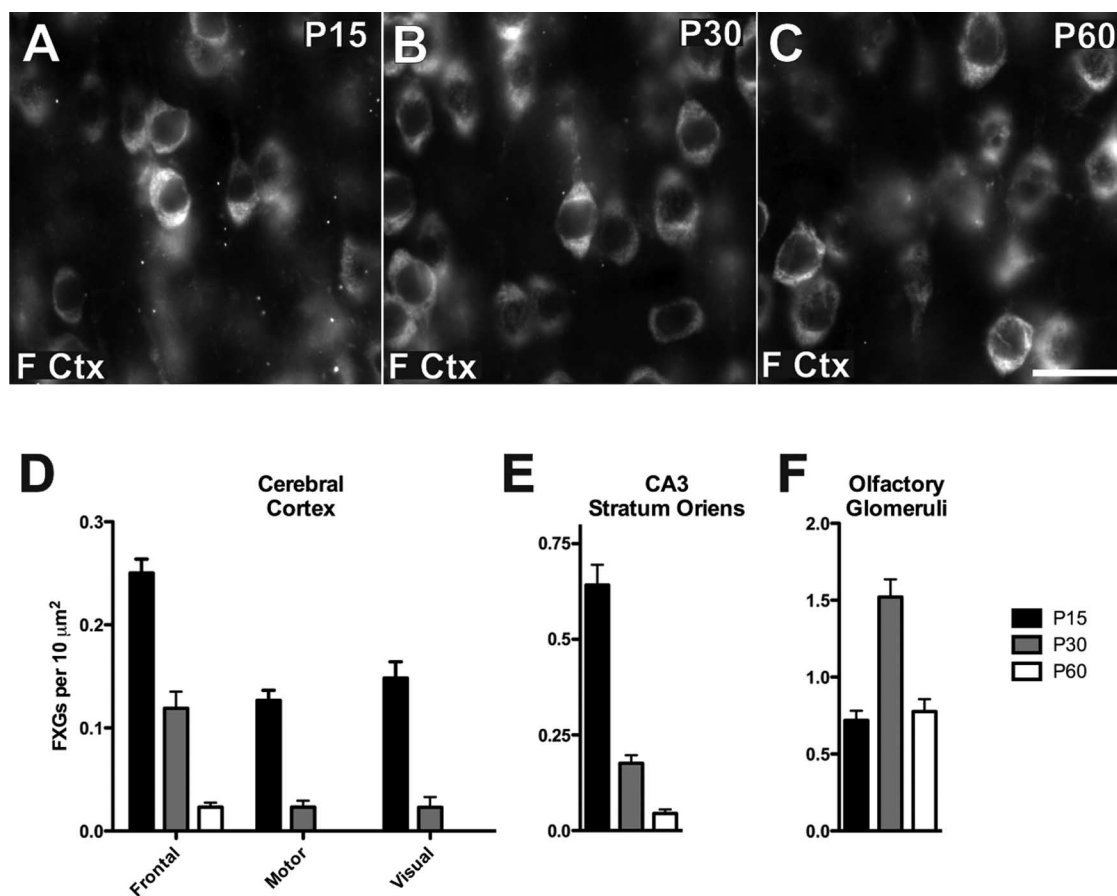 A P15
B P30
C P60
F Ctx
F Ctx
F Ctx
D
Cerebral
Cortex
FXGs per 10 μm²
0.3
0.2
0.1
0.0
Frontal
Motor
Visual
E
CA3
Stratum Oriens
0.75
0.5
0.25
0.0
F
Olfactory
Glomeruli
2.0
1.5
1.0
0.5
0.0
P15
P30
P60